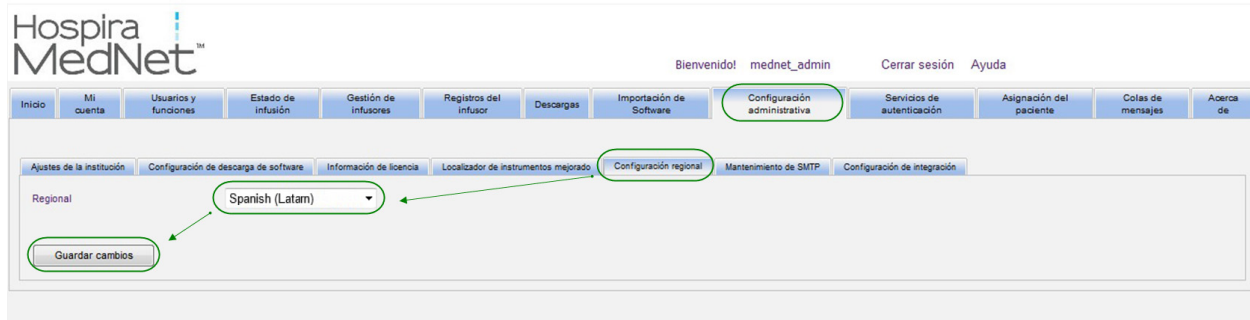 Hospira
MedNet™
Bienvenido! mednet_admin Cerrar sesión Ayuda
Inicio
Mi cuenta
Usuarios y funciones
Estado de infusión
Gestión de infusores
Registros del infusor
Descargas
Importación de Software
Configuración administrativa
Servicios de autenticación
Asignación del paciente
Colas de mensajes
Acerca de
Ajustes de la institución
Configuración de descarga de software
Información de licencia
Localizador de instrumentos mejorado
Configuración regional
Mantenimiento de SMTP
Configuración de integración
Regional
Spanish (Latam)
Guardar cambios